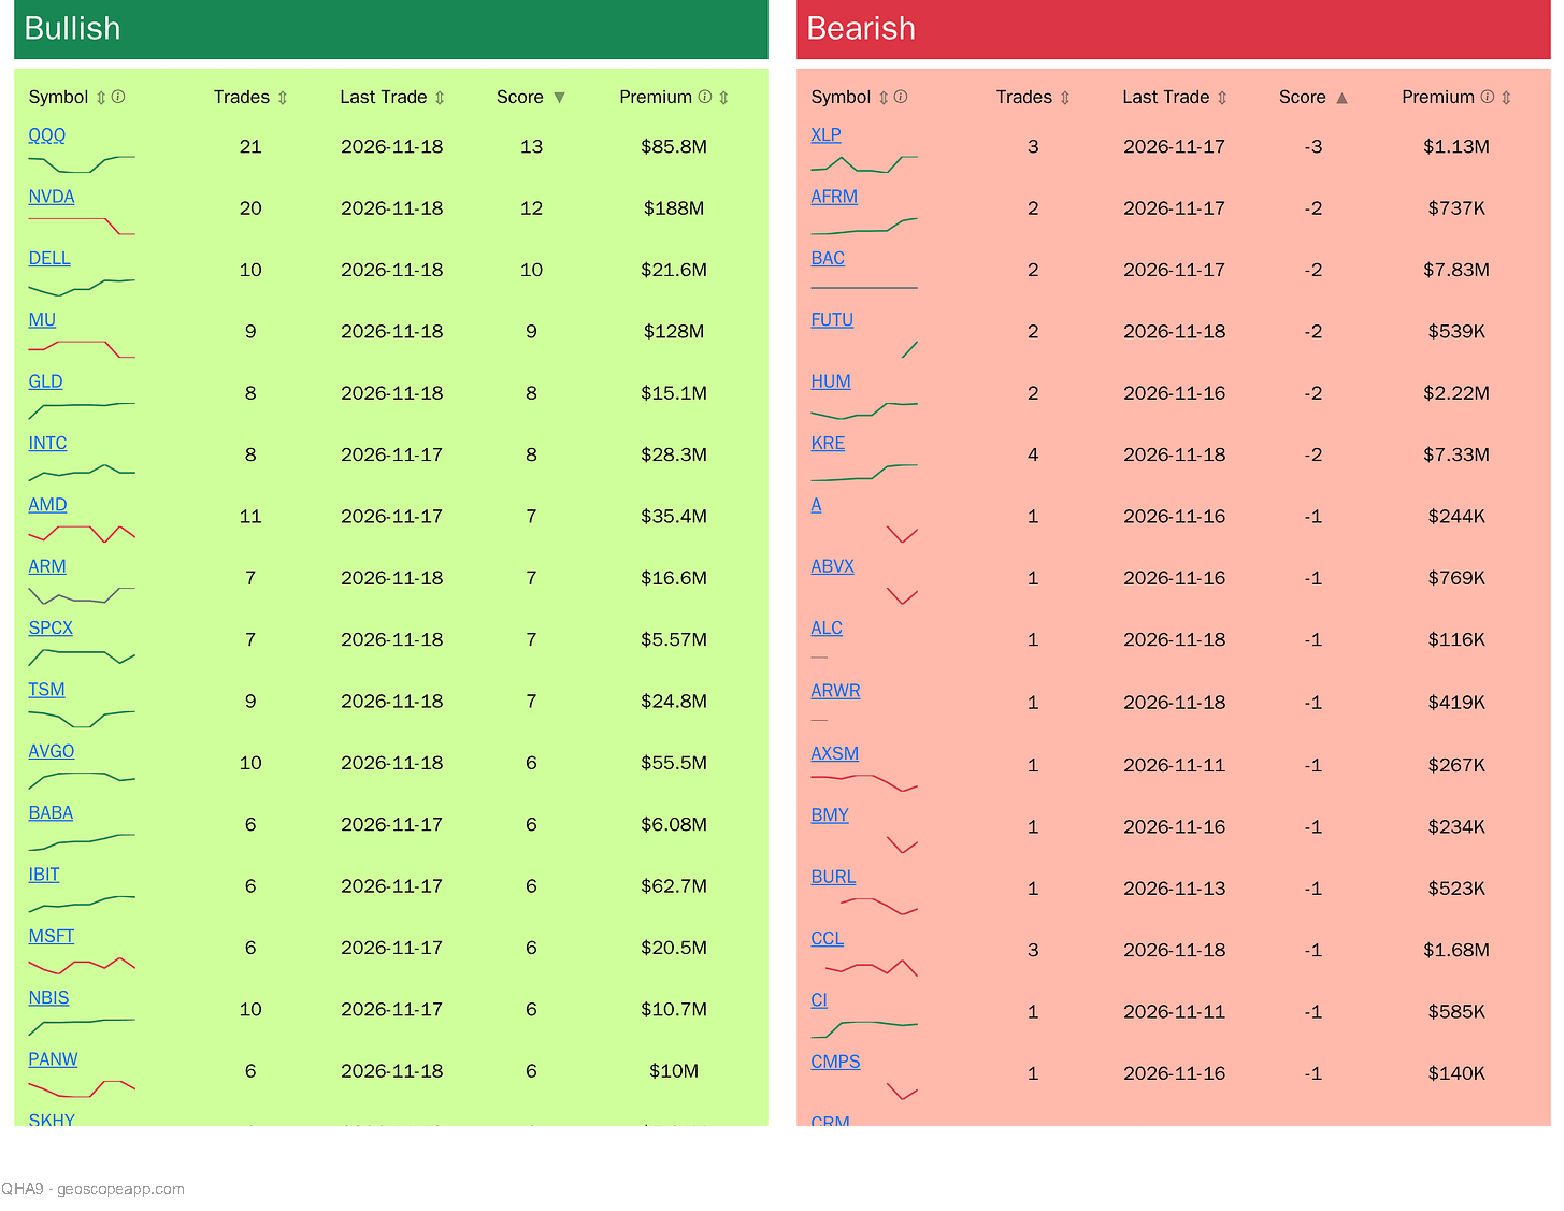 Bullish
Symbol Trades Last Trade Score Premium
QQQ 21 2026-11-18 13 $85.8M
NVDA 20 2026-11-18 12 $188M
DELL 10 2026-11-18 10 $21.6M
MU 9 2026-11-18 9 $128M
GLD 8 2026-11-18 8 $15.1M
INTC 8 2026-11-17 8 $28.3M
AMD 11 2026-11-17 7 $35.4M
ARM 7 2026-11-18 7 $16.6M
SPCX 7 2026-11-18 7 $5.57M
TSM 9 2026-11-18 7 $24.8M
AVGO 10 2026-11-18 6 $55.5M
BABA 6 2026-11-17 6 $6.08M
IBIT 6 2026-11-17 6 $62.7M
MSFT 6 2026-11-17 6 $20.5M
NBIS 10 2026-11-17 6 $10.7M
PANW 6 2026-11-18 6 $10M
SKHY
Bearish
Symbol Trades Last Trade Score Premium
XLP 3 2026-11-17 -3 $1.13M
AFRM 2 2026-11-17 -2 $737K
BAC 2 2026-11-17 -2 $7.83M
FUTU 2 2026-11-18 -2 $539K
HUM 2 2026-11-16 -2 $2.22M
KRE 4 2026-11-18 -2 $7.33M
A 1 2026-11-16 -1 $244K
ABVX 1 2026-11-16 -1 $769K
ALC 1 2026-11-18 -1 $116K
ARWR 1 2026-11-18 -1 $419K
AXSM 1 2026-11-11 -1 $267K
BMY 1 2026-11-16 -1 $234K
BURL 1 2026-11-13 -1 $523K
CCL 3 2026-11-18 -1 $1.68M
CI 1 2026-11-11 -1 $585K
CMPS 1 2026-11-16 -1 $140K
CRM
QHA9 - geoscopeapp.com